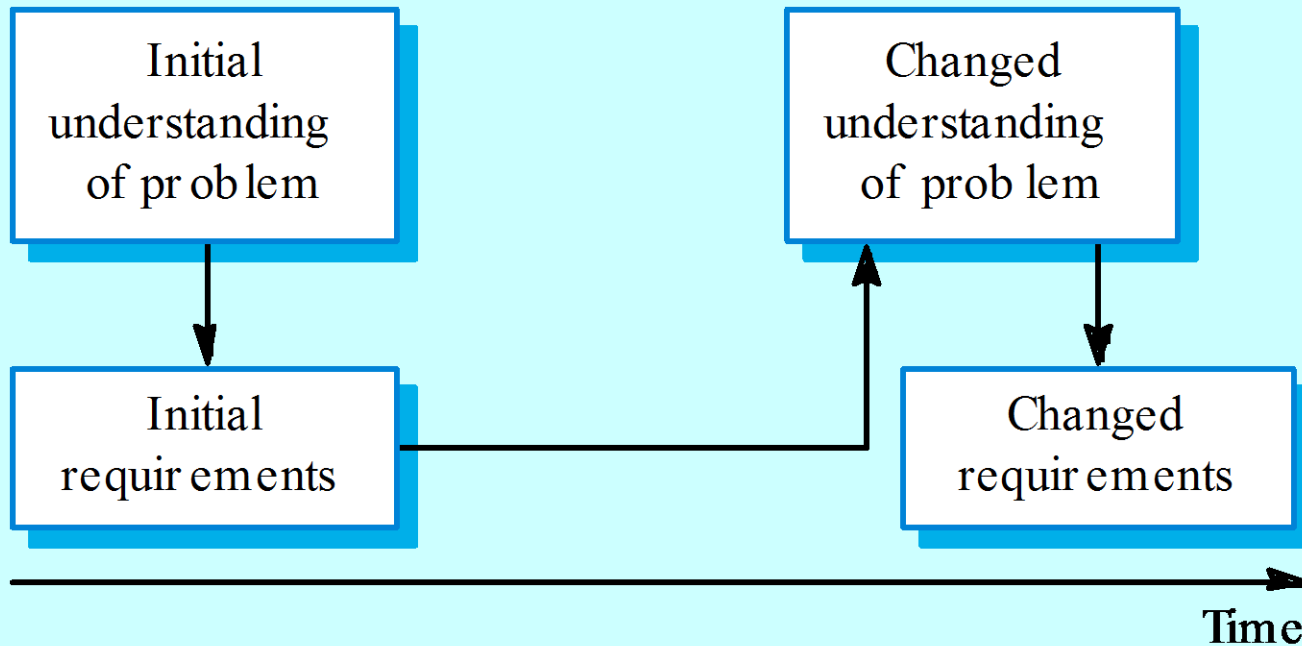 Initial
understanding
of problem
Changed
understanding
of problem
Initial
requirements
Changed
requirements
Time